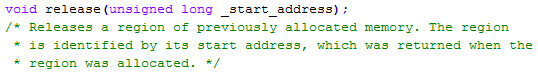 void release(unsigned long _start_address);
/* Releases a region of previously allocated memory. The region
* is identified by its start address, which was returned when the
* region was allocated. */